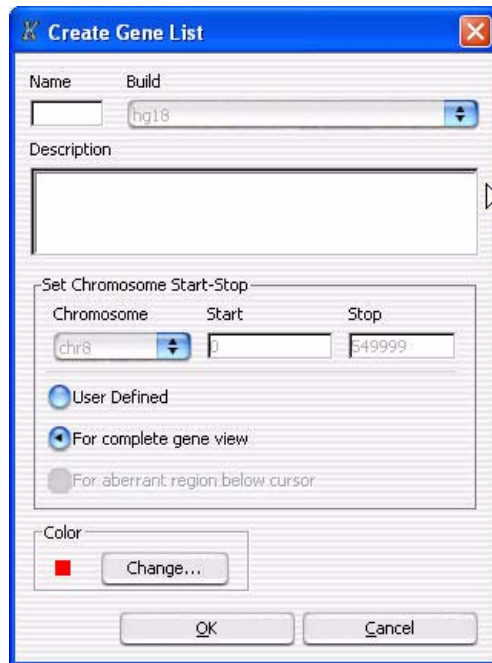 Create Gene List
Name Build
hg18
Description
Set Chromosome Start-Stop
Chromosome Start Stop
chr8 0 549999
User Defined
For complete gene view
For aberrant region below cursor
Color
Change...
OK Cancel